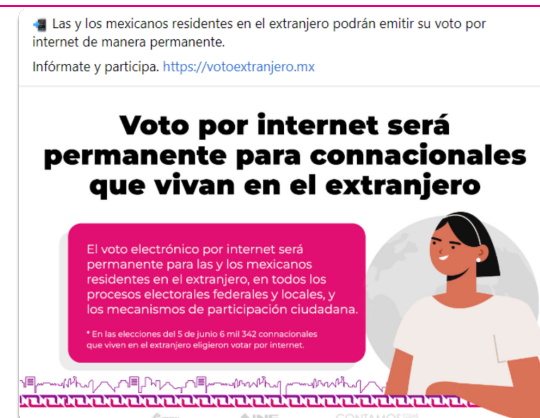 Las y los mexicanos residentes en el extranjero podrán emitir su voto por
internet de manera permanente.
Infórmate y participa. https://votoextranjero.mx
Voto por internet será
permanente para connacionales
que vivan en el extranjero
El voto electrónico por internet será
permanente para las y los mexicanos
residentes en el extranjero, en todos los
procesos electorales federales y locales, y
los mecanismos de participación ciudadana.
* En las elecciones del 5 de junio 6 mil 342 connacionales
que viven en el extranjero eligieron votar por internet.
INE
CONTAMOS